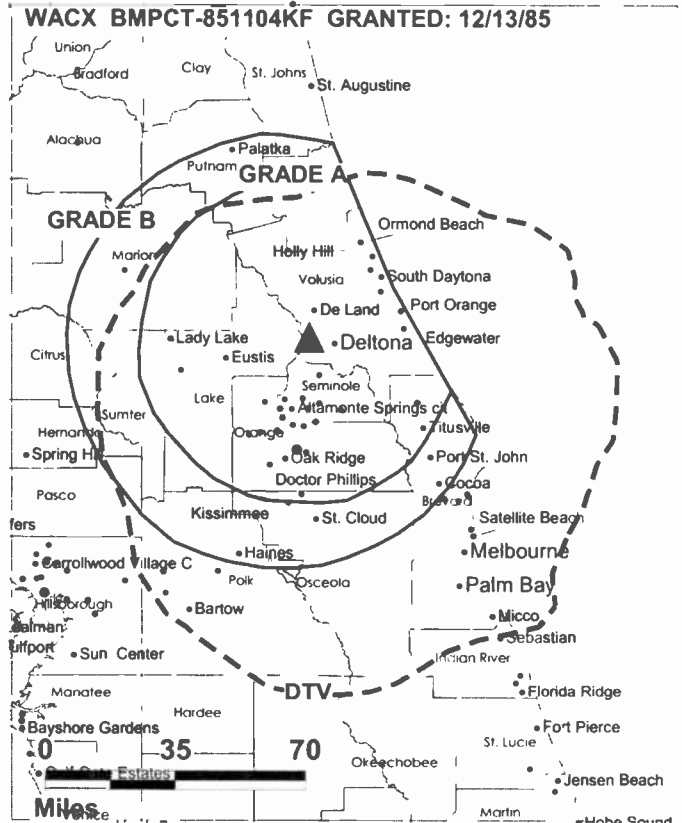 WACX BMPCT-851104KF GRANTED: 12/13/85
Union
Bradford
Clay
St. Johns
St. Augustine
Alachua
Palatka
Putnam
GRADE A
GRADE B
Ormond Beach
Marion
Holly Hill
Volusia
South Daytona
De Land
Port Orange
Lady Lake
Deltona
Edgewater
Citrus
Eustis
Seminole
Lake
Altamonte Springs
Sumter
Titusville
Hernando
Orange
Spring H
Oak Ridge
Port St. John
Doctor Phillips
Cocoa
Pasco
Brevard
Kissimmee
St. Cloud
Satellite Beach
fers
Haines
Melbourne
Carrollwood Village C
Polk
Osceola
Palm Bay
Hillsborough
Bartow
Micco
Sebastian
ulfport
Sun Center
Indian River
Manatee
DTV
Florida Ridge
Hardee
Bayshore Gardens
Fort Pierce
St. Lucie
0 35 70
Okeechobee
Estates
Jensen Beach
Miles
Martin
Hobe Sound